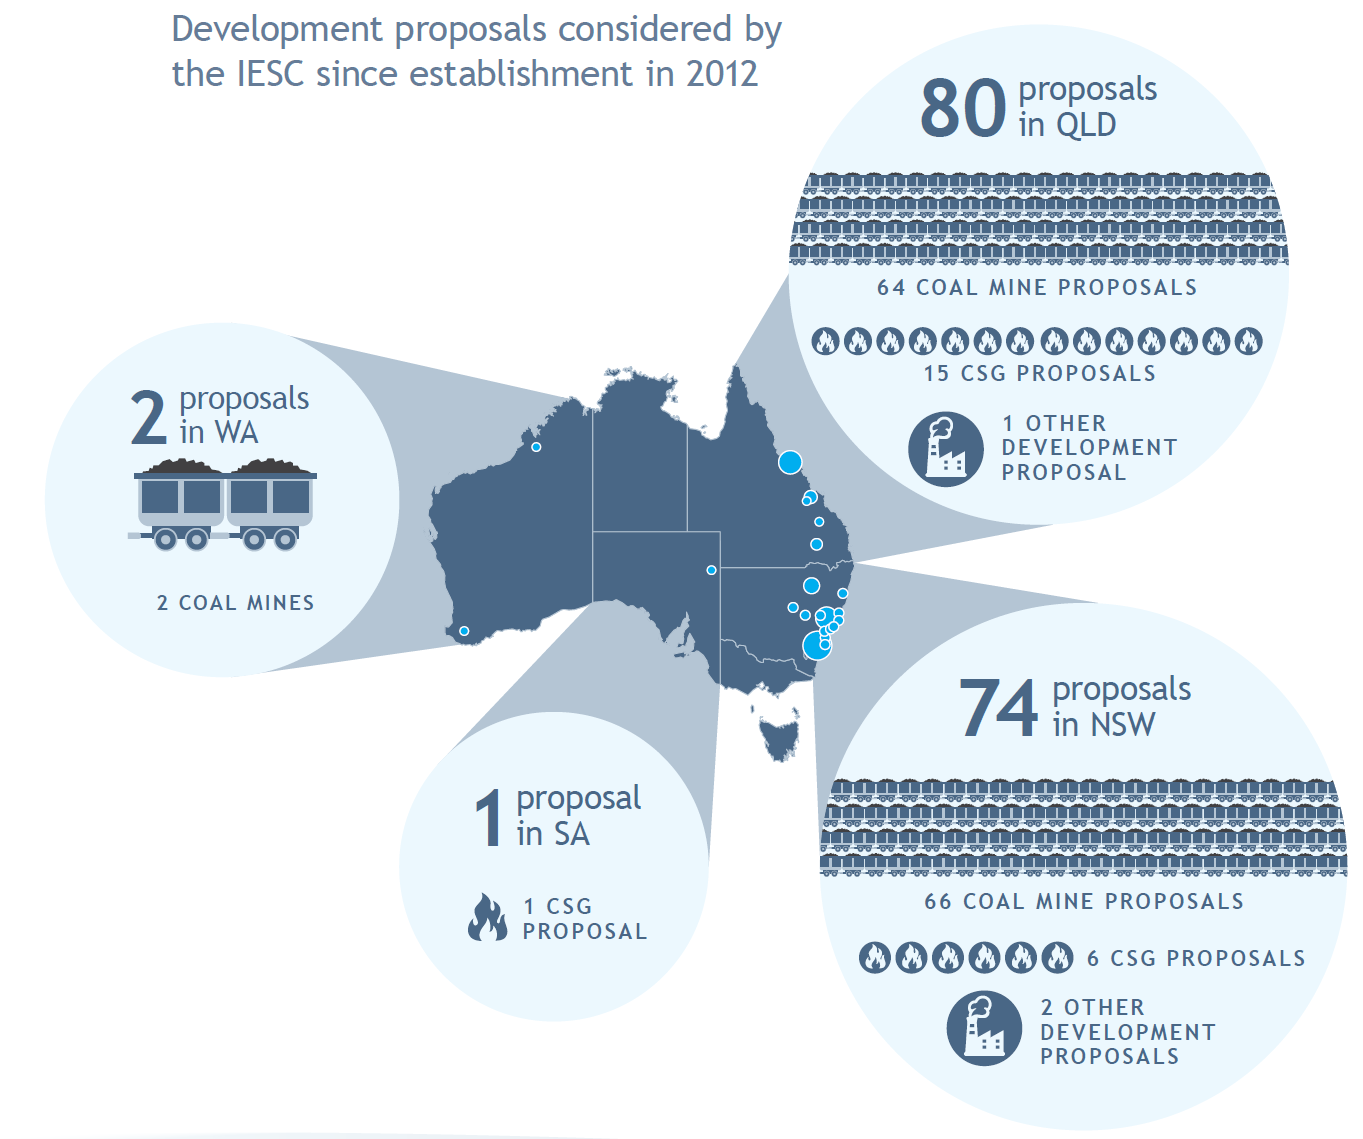 Development proposals considered by
the IESC since establishment in 2012
80 proposals
in QLD
64 COAL MINE PROPOSALS
15 CSG PROPOSALS
1 OTHER
DEVELOPMENT
PROPOSAL
2 proposals
in WA
2 COAL MINES
1 proposal
in SA
1 CSG
PROPOSAL
74 proposals
in NSW
66 COAL MINE PROPOSALS
6 CSG PROPOSALS
2 OTHER
DEVELOPMENT
PROPOSALS